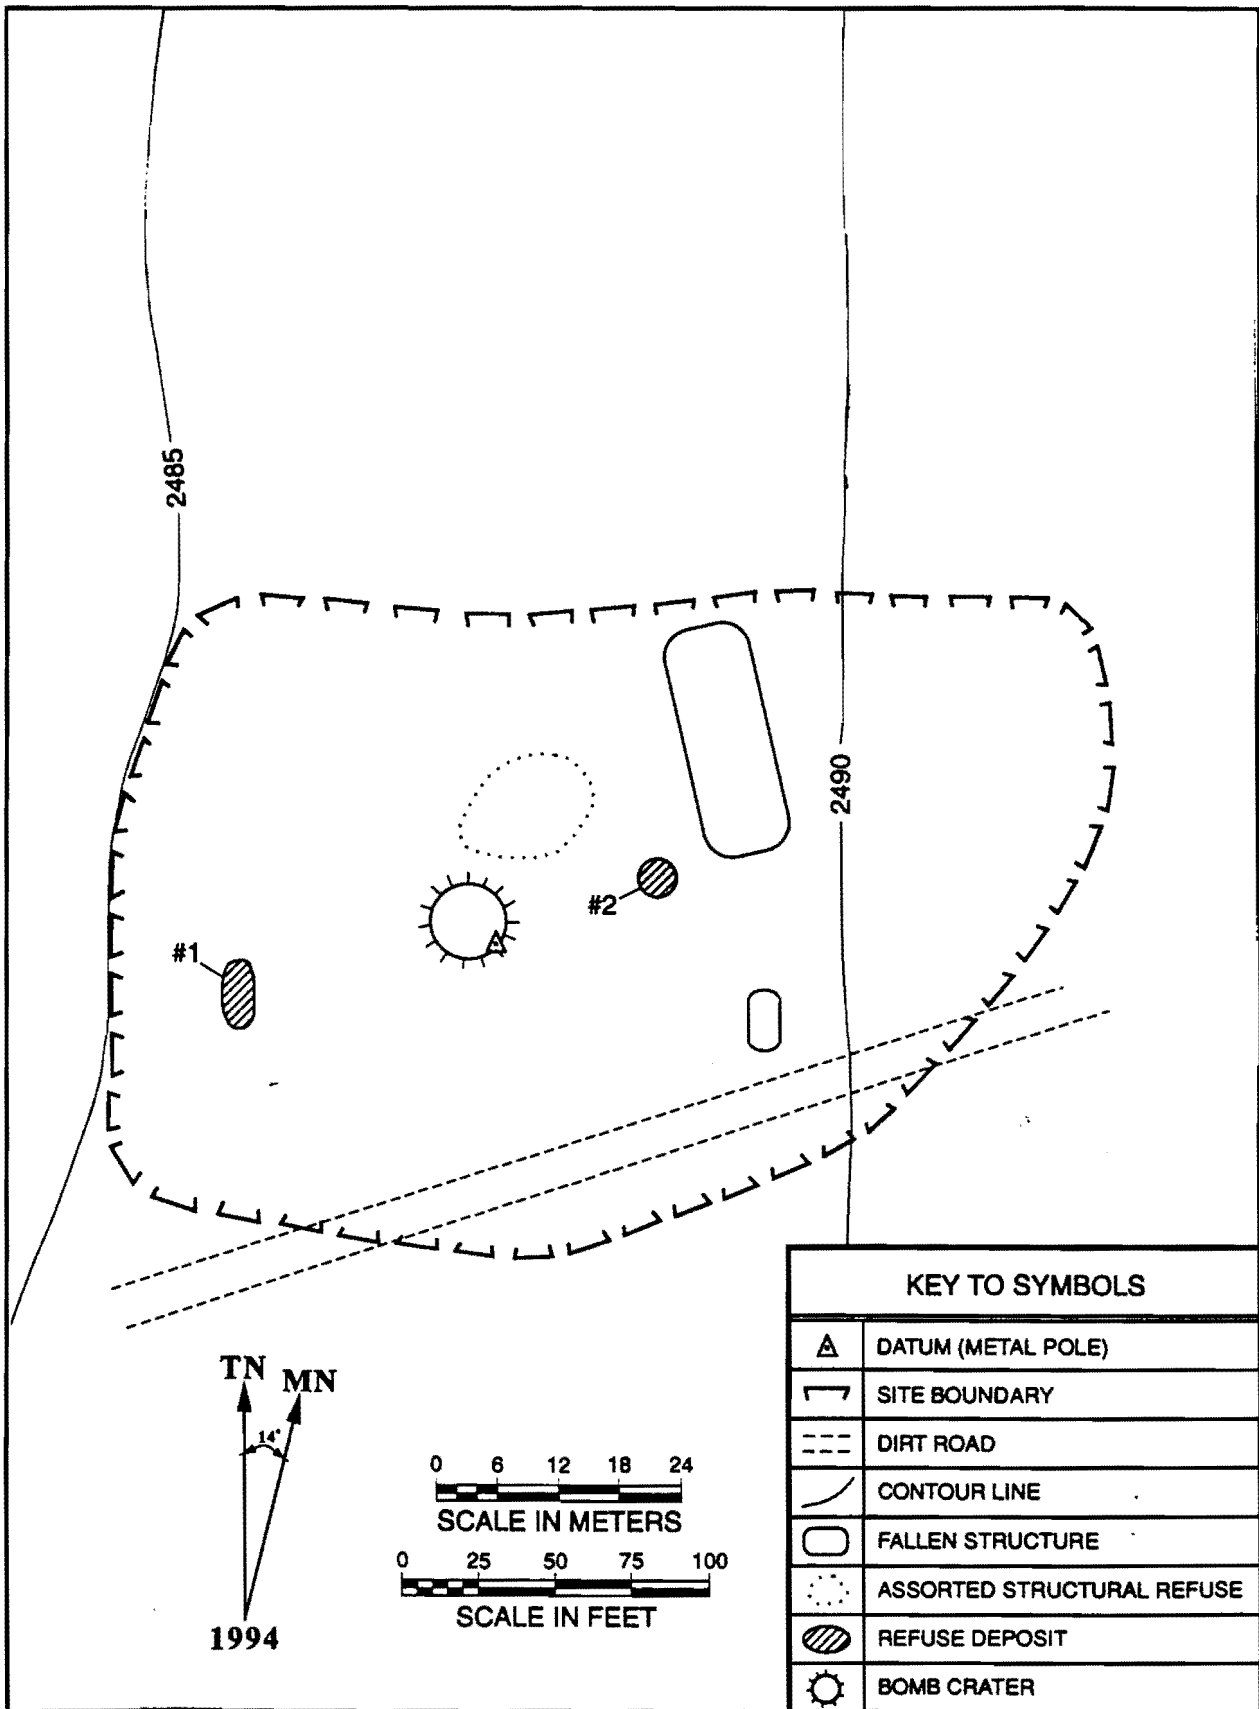 2485
2490
#2
#1
TN MN
14°
1994
0 6 12 18 24
SCALE IN METERS
0 25 50 75 100
SCALE IN FEET
KEY TO SYMBOLS
DATUM (METAL POLE)
SITE BOUNDARY
DIRT ROAD
CONTOUR LINE
FALLEN STRUCTURE
ASSORTED STRUCTURAL REFUSE
REFUSE DEPOSIT
BOMB CRATER